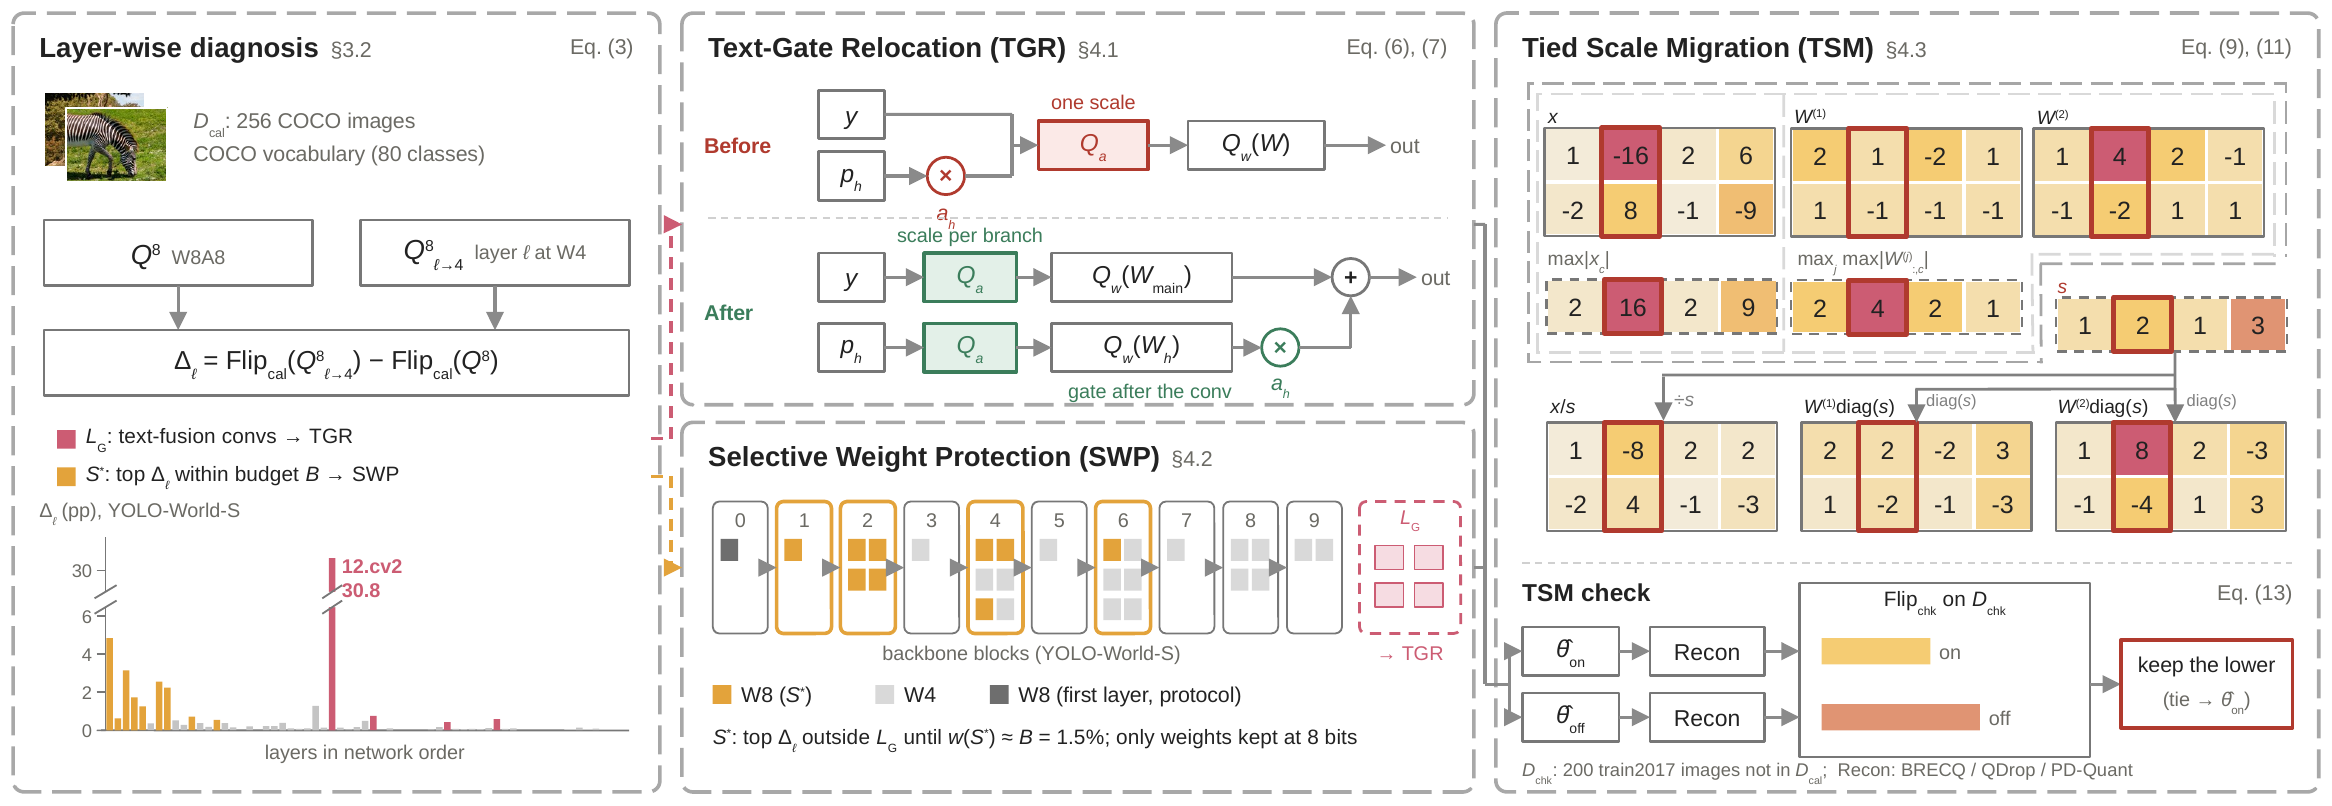 Layer-wise diagnosis §3.2 Eq. (3)
D_cal: 256 COCO images
COCO vocabulary (80 classes)
Q⁸ W8A8
Q⁸_ℓ→4 layer ℓ at W4
Δ_ℓ = Flip_cal(Q⁸_ℓ→4) − Flip_cal(Q⁸)
L_G: text-fusion convs → TGR
S*: top Δ_ℓ within budget B → SWP
Δ_ℓ (pp), YOLO-World-S
30
6
4
2
0
12.cv2
30.8
layers in network order
Text-Gate Relocation (TGR) §4.1 Eq. (6), (7)
Before
y
p_h
×
a_h
one scale
Q_a
Q_w(W)
out
After
scale per branch
y
Q_a
Q_w(W_main)
+
out
p_h
Q_a
Q_w(W_h)
×
a_h
gate after the conv
Selective Weight Protection (SWP) §4.2
0 1 2 3 4 5 6 7 8 9
L_G
backbone blocks (YOLO-World-S)
→ TGR
W8 (S*) W4 W8 (first layer, protocol)
S*: top Δ_ℓ outside L_G until w(S*) ≈ B = 1.5%; only weights kept at 8 bits
Tied Scale Migration (TSM) §4.3 Eq. (9), (11)
x W⁽¹⁾ W⁽²⁾
1 -16 2 6 2 1 -2 1 1 4 2 -1
-2 8 -1 -9 1 -1 -1 -1 -1 -2 1 1
max|x_c| max_j max|W⁽ʲ⁾_:,c|
s
2 16 2 9 2 4 2 1
1 2 1 3
÷s diag(s) diag(s)
x/s W⁽¹⁾diag(s) W⁽²⁾diag(s)
1 -8 2 2 2 2 -2 3 1 8 2 -3
-2 4 -1 -3 1 -2 -1 -3 -1 -4 1 3
TSM check Eq. (13)
θ̂_on
Recon
θ̂_off
Recon
Flip_chk on D_chk
on
off
keep the lower
(tie → θ̂_on)
D_chk: 200 train2017 images not in D_cal; Recon: BRECQ / QDrop / PD-Quant